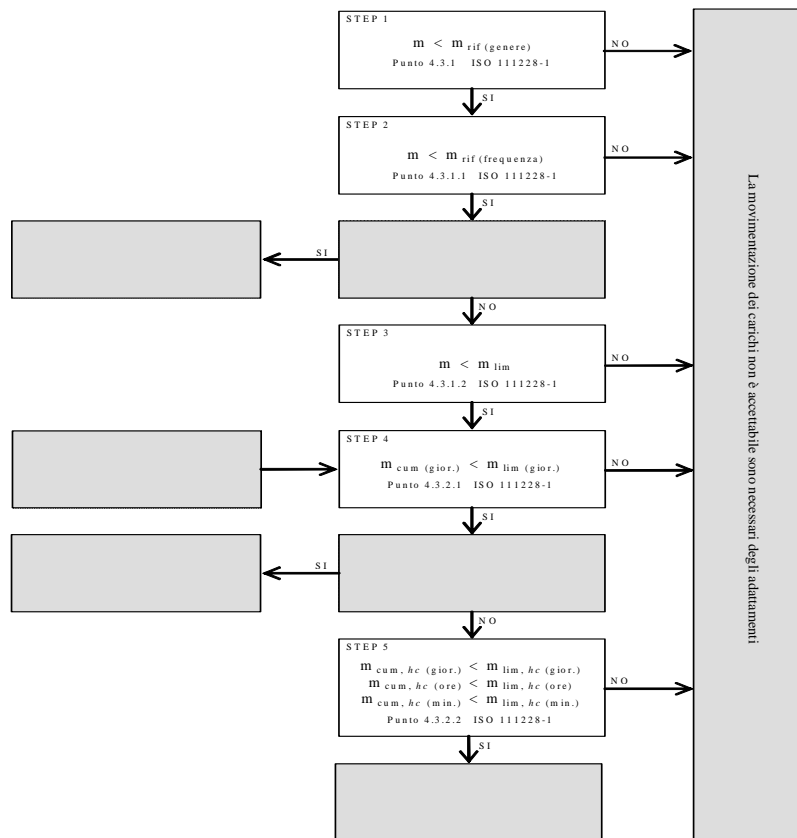 STEP 1
m < m rif (genere)
Punto 4.3.1 ISO 111228-1
NO
SI
STEP 2
m < m rif (frequenza)
Punto 4.3.1.1 ISO 111228-1
NO
SI
SI
NO
STEP 3
m < m lim
Punto 4.3.1.2 ISO 111228-1
NO
SI
STEP 4
m cum (gior.) < m lim (gior.)
Punto 4.3.2.1 ISO 111228-1
NO
SI
SI
NO
STEP 5
m cum, hc (gior.) < m lim, hc (gior.)
m cum, hc (ore) < m lim, hc (ore)
m cum, hc (min.) < m lim, hc (min.)
Punto 4.3.2.2 ISO 111228-1
NO
SI
La movimentazione dei carichi non è accettabile sono necessari degli adattamenti